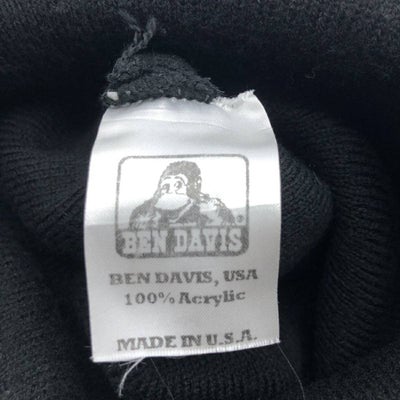 BEN DAVIS
BEN DAVIS, USA
100% Acrylic
MADE IN U.S.A.